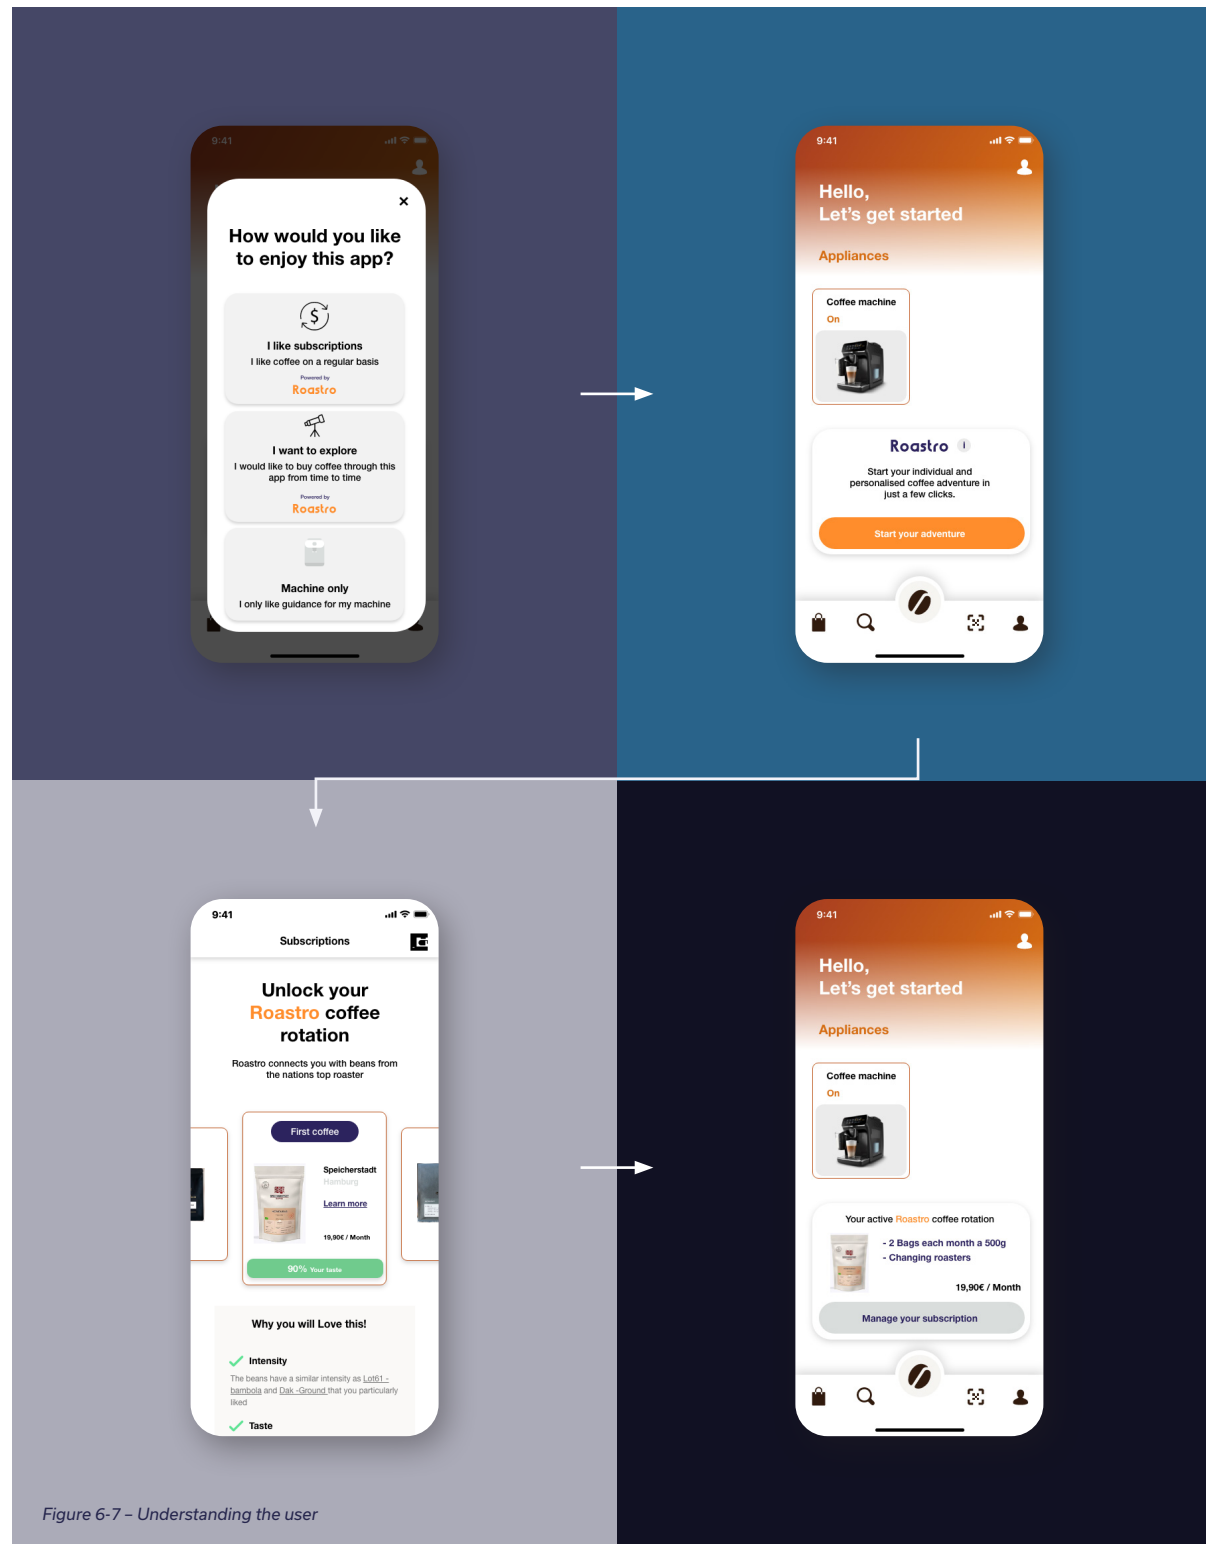 9:41
How would you like
to enjoy this app?
I like subscriptions
I like coffee on a regular basis
Powered by
Roastro
I want to explore
I would like to buy coffee through this
app from time to time
Powered by
Roastro
Machine only
I only like guidance for my machine
9:41
Hello,
Let's get started
Appliances
Coffee machine
On
Roastro i
Start your individual and
personalised coffee adventure in
just a few clicks.
Start your adventure
9:41
Subscriptions
Unlock your
Roastro coffee
rotation
Roastro connects you with beans from
the nations top roaster
First coffee
Speicherstadt
Hamburg
Learn more
19,90€ / Month
90% Your taste
Why you will Love this!
Intensity
The beans have a similar intensity as Lot61 -
bambola and Dak -Ground that you particularly
liked
Taste
9:41
Hello,
Let's get started
Appliances
Coffee machine
On
Your active Roastro coffee rotation
- 2 Bags each month a 500g
- Changing roasters
19,90€ / Month
Manage your subscription
Figure 6-7 – Understanding the user